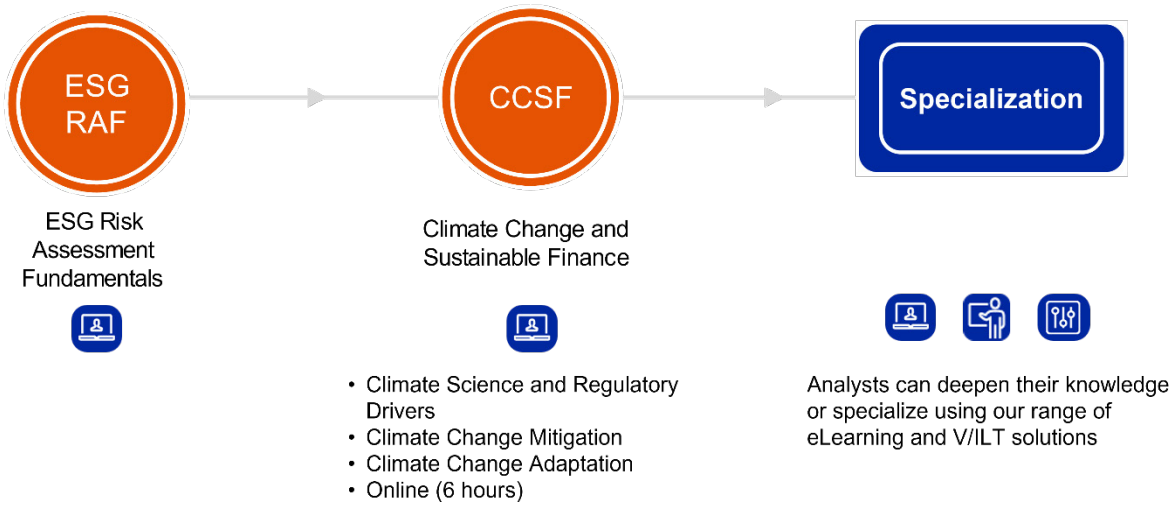 ESG
RAF
CCSF
Specialization
ESG Risk
Assessment
Fundamentals
Climate Change and
Sustainable Finance
• Climate Science and Regulatory
Drivers
• Climate Change Mitigation
• Climate Change Adaptation
• Online (6 hours)
Analysts can deepen their knowledge
or specialize using our range of
eLearning and V/ILT solutions